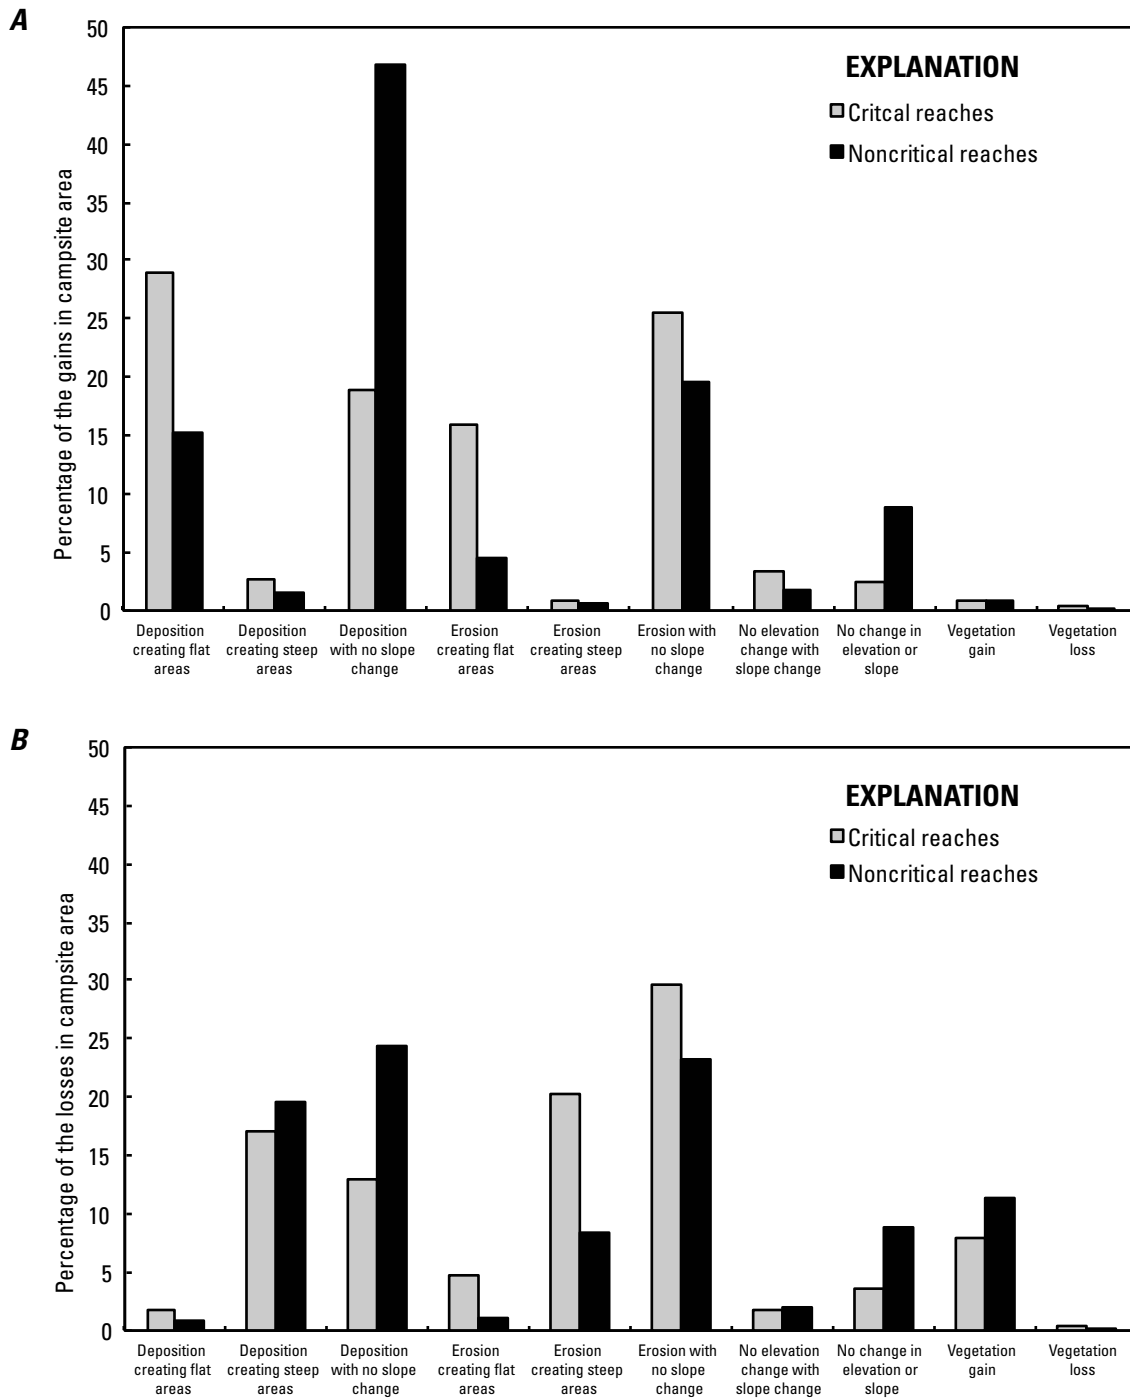 A
Percentage of the gains in campsite area
50
45
40
35
30
25
20
15
10
5
0
EXPLANATION
Critcal reaches
Noncritical reaches
Deposition
creating flat
areas
Deposition
creating steep
areas
Deposition
with no slope
change
Erosion
creating flat
areas
Erosion
creating steep
areas
Erosion with
no slope
change
No elevation
change with
slope change
No change in
elevation or
slope
Vegetation
gain
Vegetation
loss
B
Percentage of the losses in campsite area
50
45
40
35
30
25
20
15
10
5
0
EXPLANATION
Critical reaches
Noncritical reaches
Deposition
creating flat
areas
Deposition
creating steep
areas
Deposition
with no slope
change
Erosion
creating flat
areas
Erosion
creating steep
areas
Erosion with
no slope
change
No elevation
change with
slope change
No change in
elevation or
slope
Vegetation
gain
Vegetation
loss